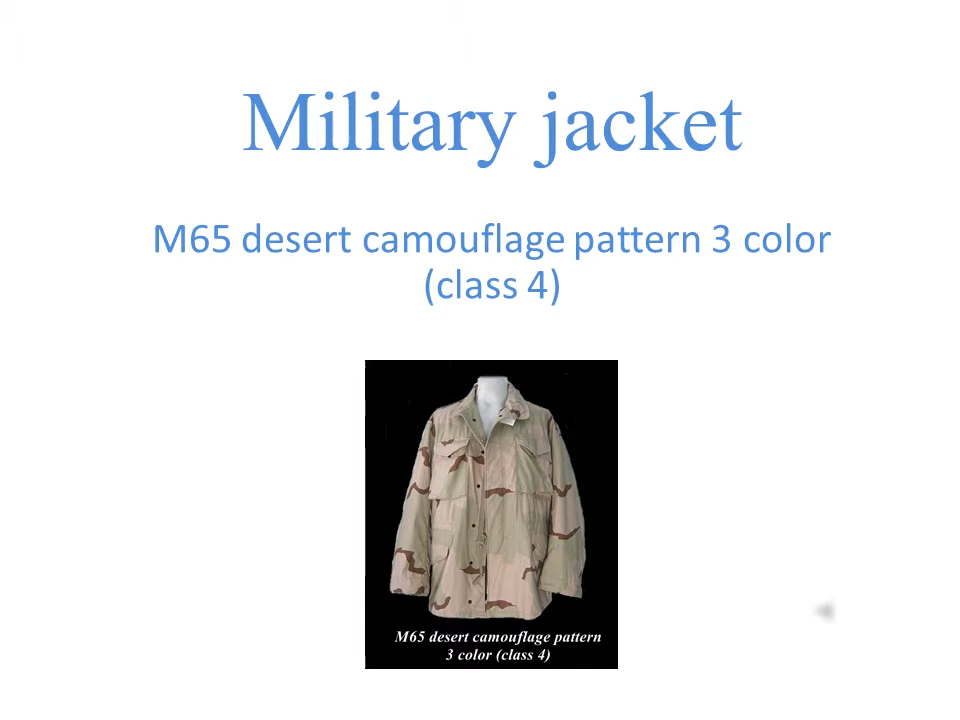 Military jacket
M65 desert camouflage pattern 3 color
(class 4)
M65 desert camouflage pattern
3 color (class 4)